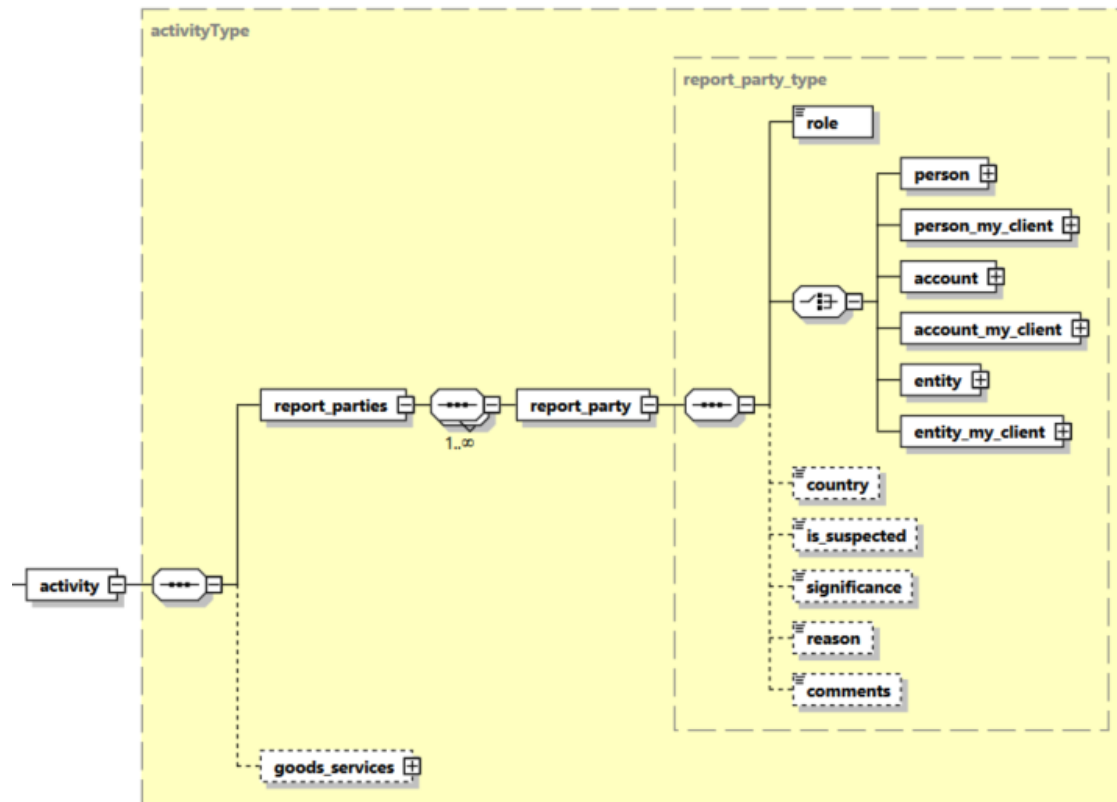 activityType
report_party_type
role
person
person_my_client
account
account_my_client
entity
entity_my_client
report_parties
1..∞
report_party
country
is_suspected
significance
reason
comments
activity
goods_services